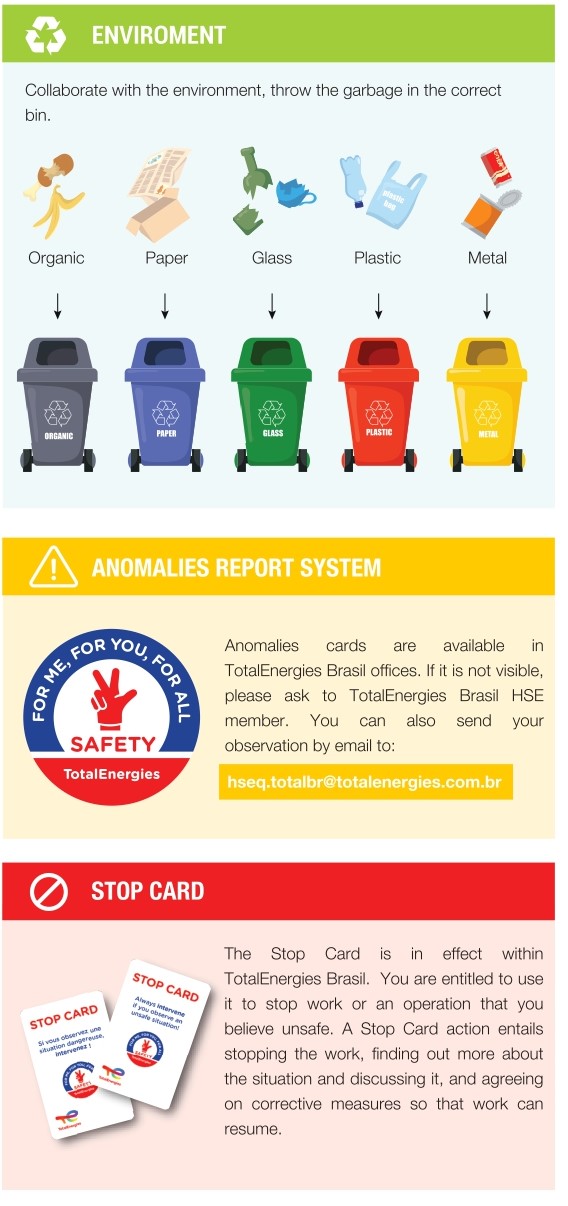 ENVIROMENT
Collaborate with the environment, throw the garbage in the correct
bin.
plastic
bag
Organic Paper Glass Plastic Metal
ORGANIC PAPER GLASS PLASTIC METAL
ANOMALIES REPORT SYSTEM
FOR ME, FOR YOU, FOR ALL
SAFETY
TotalEnergies
Anomalies cards are available in
TotalEnergies Brasil offices. If it is not visible,
please ask to TotalEnergies Brasil HSE
member. You can also send your
observation by email to:
hseq.totalbr@totalenergies.com.br
STOP CARD
STOP CARD
Si vous observez une
situation dangereuse,
intervenez !
SAFETY
TotalEnergies
STOP CARD
Always intervene
if you observe an
unsafe situation!
SAFETY
TotalEnergies
The Stop Card is in effect within
TotalEnergies Brasil. You are entitled to use
it to stop work or an operation that you
believe unsafe. A Stop Card action entails
stopping the work, finding out more about
the situation and discussing it, and agreeing
on corrective measures so that work can
resume.